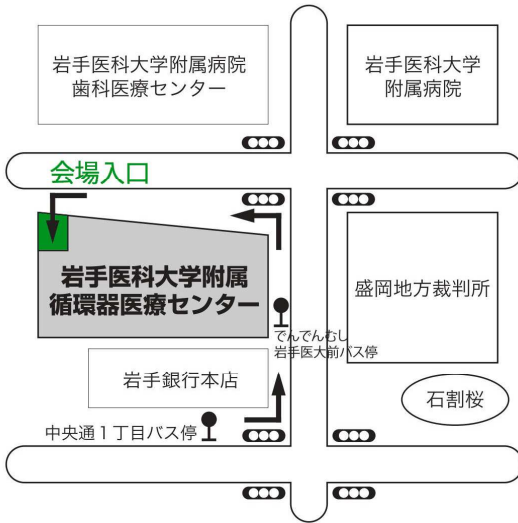 岩手医科大学附属病院
歯科医療センター
岩手医科大学
附属病院
会場入口
岩手医科大学附属
循環器医療センター
盛岡地方裁判所
でんでんむし
岩手医大前バス停
岩手銀行本店
石割桜
中央通1丁目バス停